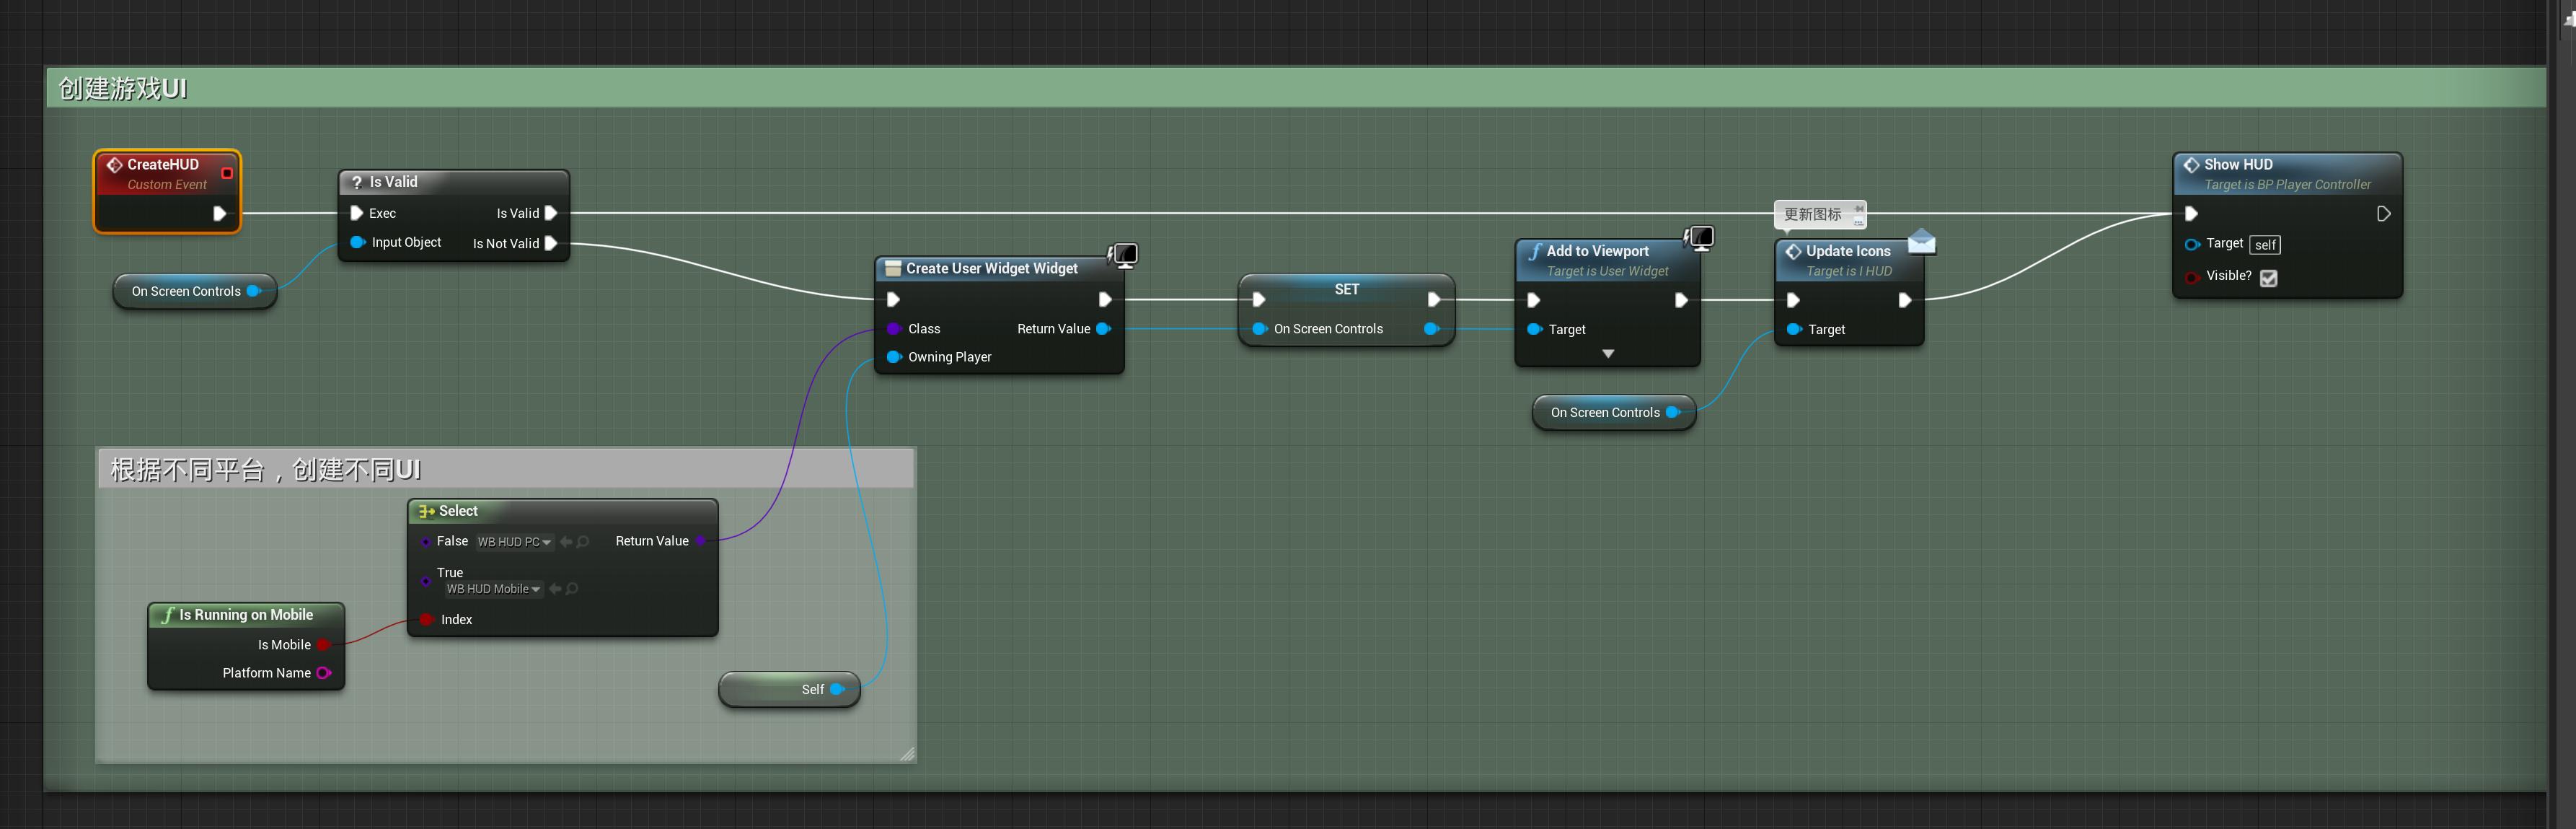 创建游戏UI
CreateHUD
Custom Event
? Is Valid
Exec
Is Valid
Input Object
Is Not Valid
On Screen Controls
Create User Widget Widget
Class
Return Value
Owning Player
SET
On Screen Controls
f Add to Viewport
Target is User Widget
Target
更新图标
Update Icons
Target is I HUD
Target
On Screen Controls
Show HUD
Target is BP Player Controller
Target self
Visible?
根据不同平台，创建不同UI
Select
False WB HUD PC
Return Value
True
WB HUD Mobile
Index
f Is Running on Mobile
Is Mobile
Platform Name
Self